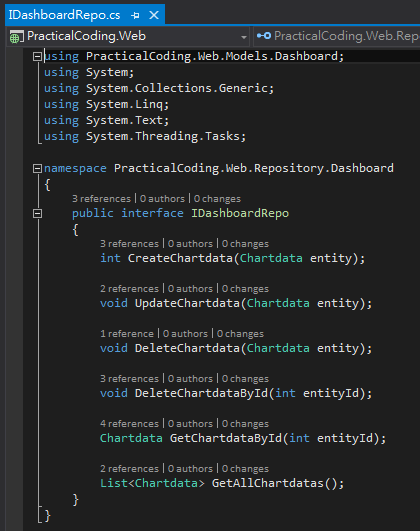 IDashboardRepo.cs
PracticalCoding.Web PracticalCoding.Web.Repo
using PracticalCoding.Web.Models.Dashboard;
using System;
using System.Collections.Generic;
using System.Linq;
using System.Text;
using System.Threading.Tasks;
namespace PracticalCoding.Web.Repository.Dashboard
{
3 references | 0 authors | 0 changes
public interface IDashboardRepo
{
3 references | 0 authors | 0 changes
int CreateChartdata(Chartdata entity);
2 references | 0 authors | 0 changes
void UpdateChartdata(Chartdata entity);
1 reference | 0 authors | 0 changes
void DeleteChartdata(Chartdata entity);
3 references | 0 authors | 0 changes
void DeleteChartdataById(int entityId);
4 references | 0 authors | 0 changes
Chartdata GetChartdataById(int entityId);
2 references | 0 authors | 0 changes
List<Chartdata> GetAllChartdatas();
}
}